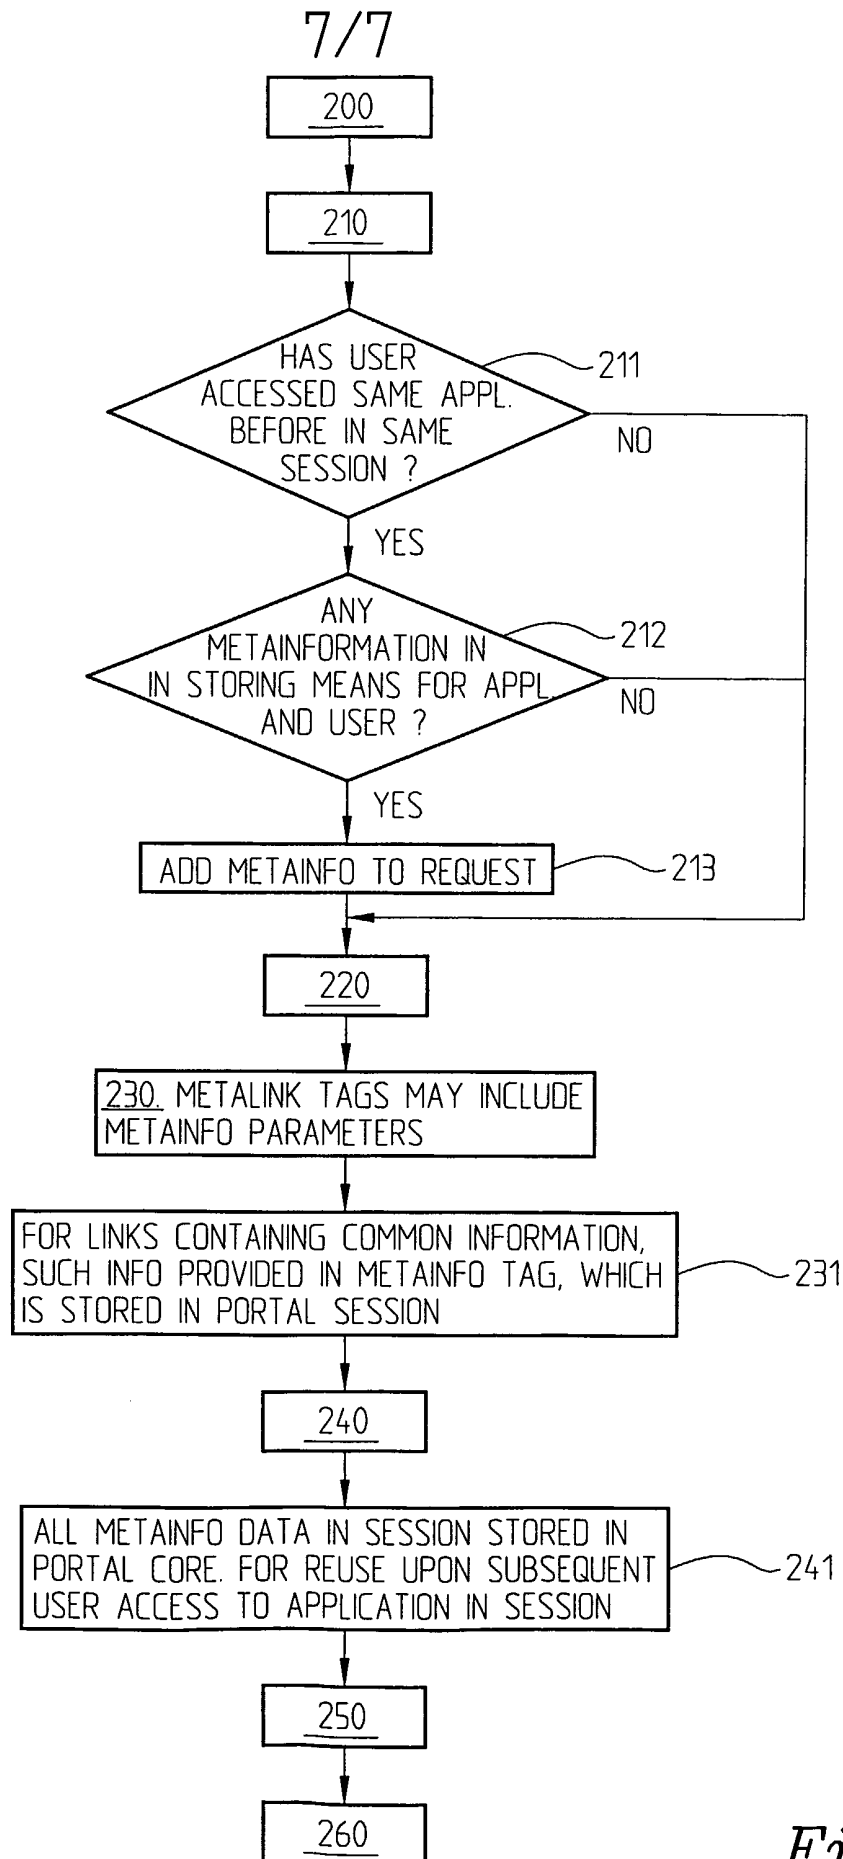 7/7
200
210
HAS USER
ACCESSED SAME APPL.
BEFORE IN SAME
SESSION ?
211
NO
YES
ANY
METAINFORMATION IN
IN STORING MEANS FOR APPL.
AND USER ?
212
NO
YES
ADD METAINFO TO REQUEST
213
220
230. METALINK TAGS MAY INCLUDE
METAINFO PARAMETERS
FOR LINKS CONTAINING COMMON INFORMATION,
SUCH INFO PROVIDED IN METAINFO TAG, WHICH
IS STORED IN PORTAL SESSION
231
240
ALL METAINFO DATA IN SESSION STORED IN
PORTAL CORE. FOR REUSE UPON SUBSEQUENT
USER ACCESS TO APPLICATION IN SESSION
241
250
260